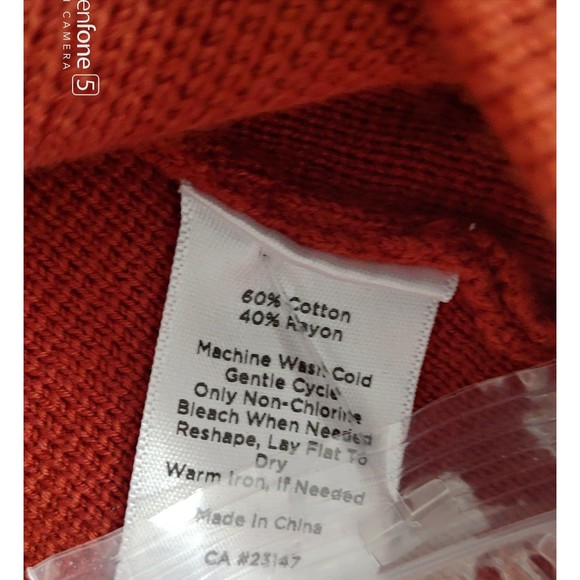 enfone 5
CAMERA
60% Cotton
40% Rayon
Machine Wash Cold
Gentle Cycle
Only Non-Chlorine
Bleach When Needed
Reshape, Lay Flat To
Dry
Warm Iron, If Needed
Made In China
CA #23147